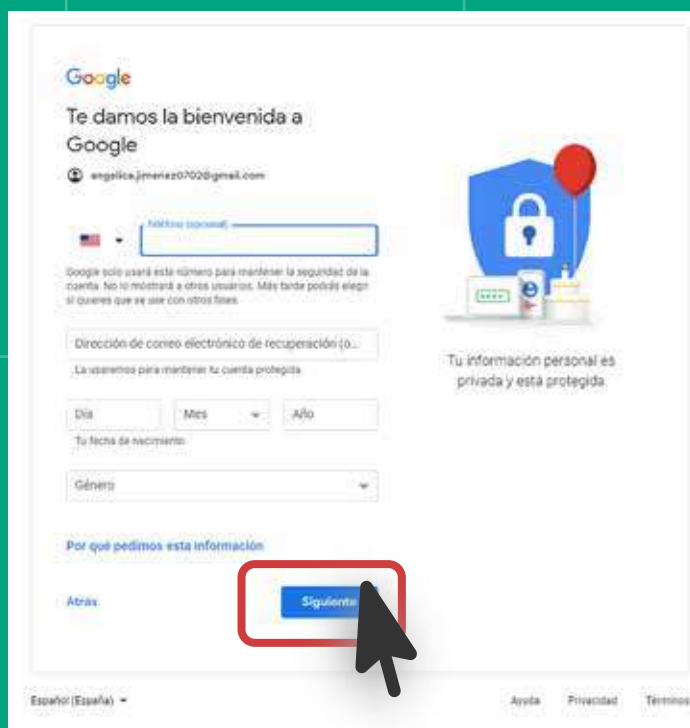 Google
Te damos la bienvenida a
Google
angelica.jimenez0702@gmail.com
Teléfono (opcional)
Google solo usará este número para mantener la seguridad de la
cuenta. No lo mostrará a otros usuarios. Más tarde podrás elegir
si quieres que se use con otros fines.
Dirección de correo electrónico de recuperación (o...
La usaremos para mantener tu cuenta protegida
Día Mes Año
Tu fecha de nacimiento
Género
Por qué pedimos esta información
Atrás Siguiente
Tu información personal es
privada y está protegida
Español (España) Ayuda Privacidad Términos